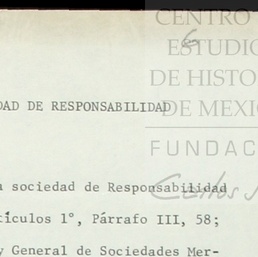 CENTRO
ESTUDIO
DE HISTO
DAD DE RESPONSABILIDAD
DE MEXI
FUNDAC
a sociedad de Responsabilidad
tículos 1°, Párrafo III, 58;
y General de Sociedades Mer-